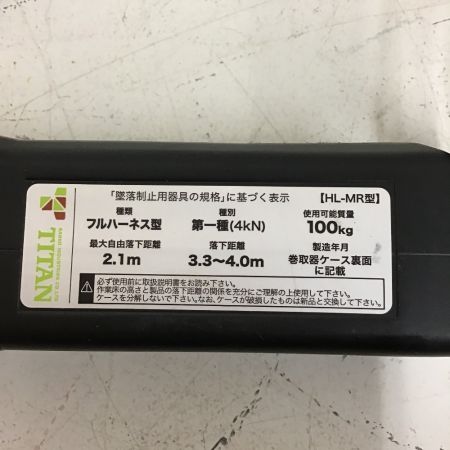 「墜落制止用器具の規格」に基づく表示 【HL-MR型】
種類 種別 使用可能質量
フルハーネス型 第一種(4kN) 100kg
最大自由落下距離 落下距離 製造年月
2.1m 3.3〜4.0m 巻取器ケース裏面
に記載
必ず使用前に取扱説明書をお読み下さい。
作業床の高さと製品の落下距離の関係を充分にご理解の上使用して下さい。
ケースを分解しないで下さい。なお、ケースが破損したものは新品と交換して下さい。
TITAN